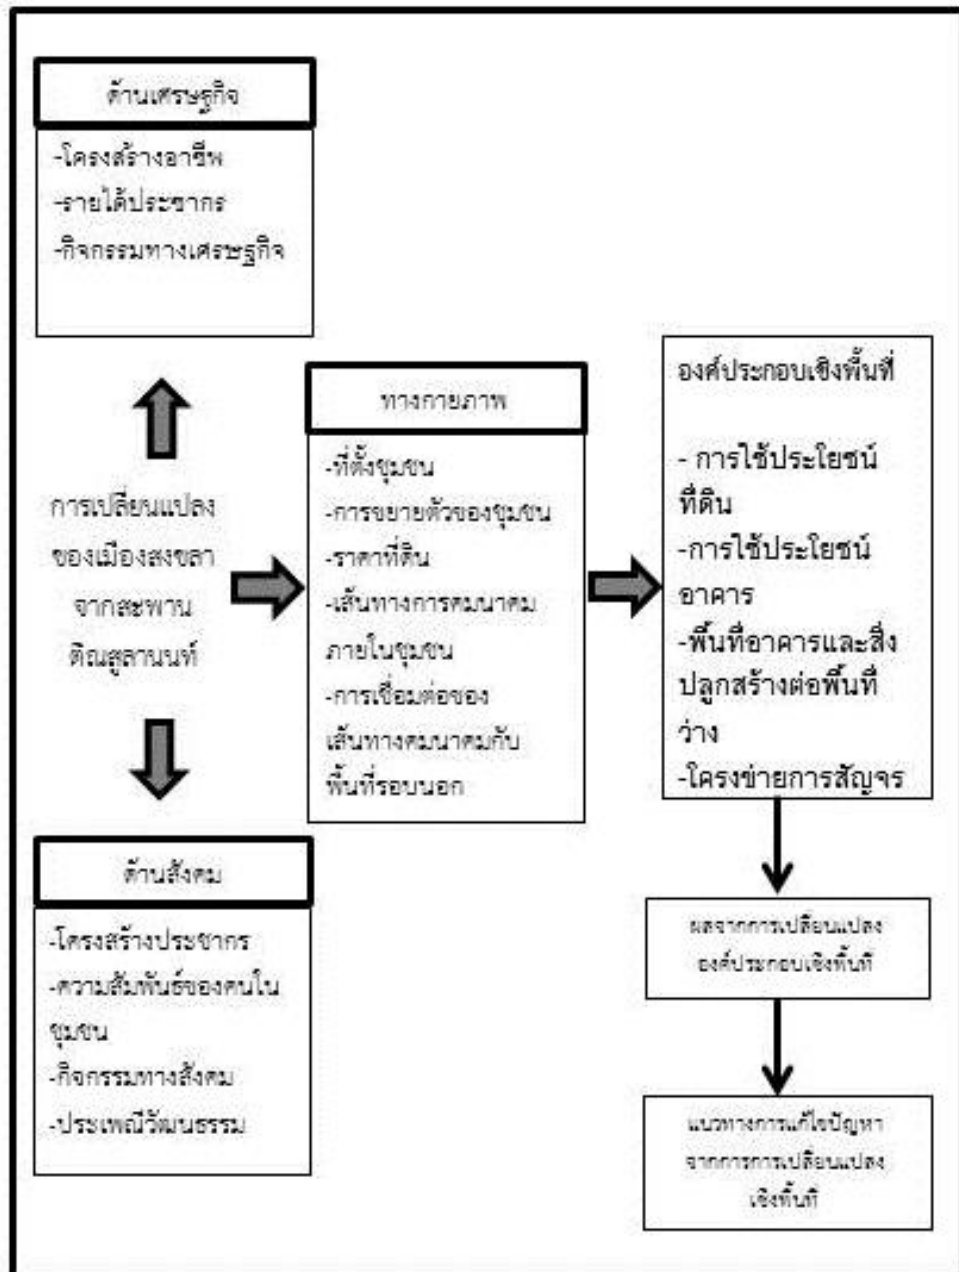 ด้านเศรษฐกิจ
-โครงสร้างอาชีพ
-รายได้ประชากร
-กิจกรรมทางเศรษฐกิจ
การเปลี่ยนแปลง
ของเมืองสงขลา
จากสะพาน
ติณสูลานนท์
ด้านสังคม
-โครงสร้างประชากร
-ความสัมพันธ์ของคนใน
ชุมชน
-กิจกรรมทางสังคม
-ประเพณีวัฒนธรรม
ทางกายภาพ
-ที่ตั้งชุมชน
-การขยายตัวของชุมชน
-ราคาที่ดิน
-เส้นทางการคมนาคม
ภายในชุมชน
-การเชื่อมต่อของ
เส้นทางคมนาคมกับ
พื้นที่รอบนอก
องค์ประกอบเชิงพื้นที่
- การใช้ประโยชน์
ที่ดิน
-การใช้ประโยชน์
อาคาร
-พื้นที่อาคารและสิ่ง
ปลูกสร้างต่อพื้นที่
ว่าง
-โครงข่ายการสัญจร
ผลจากการเปลี่ยนแปลง
องค์ประกอบเชิงพื้นที่
แนวทางการแก้ไขปัญหา
จากการการเปลี่ยนแปลง
เชิงพื้นที่